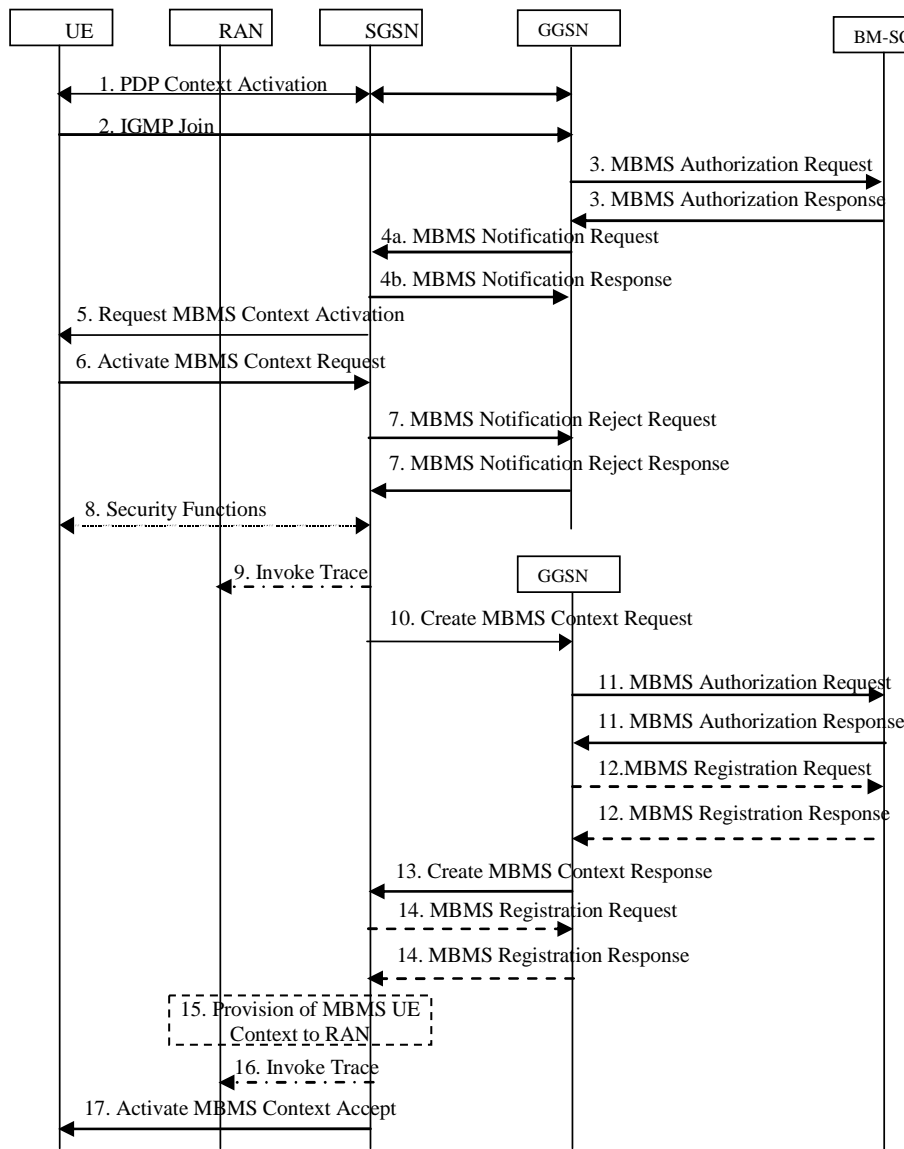 UE
RAN
SGSN
GGSN
BM-SC
1. PDP Context Activation
2. IGMP Join
3. MBMS Authorization Request
3. MBMS Authorization Response
4a. MBMS Notification Request
4b. MBMS Notification Response
5. Request MBMS Context Activation
6. Activate MBMS Context Request
7. MBMS Notification Reject Request
7. MBMS Notification Reject Response
8. Security Functions
9. Invoke Trace
GGSN
10. Create MBMS Context Request
11. MBMS Authorization Request
11. MBMS Authorization Response
12.MBMS Registration Request
12. MBMS Registration Response
13. Create MBMS Context Response
14. MBMS Registration Request
14. MBMS Registration Response
15. Provision of MBMS UE
Context to RAN
16. Invoke Trace
17. Activate MBMS Context Accept